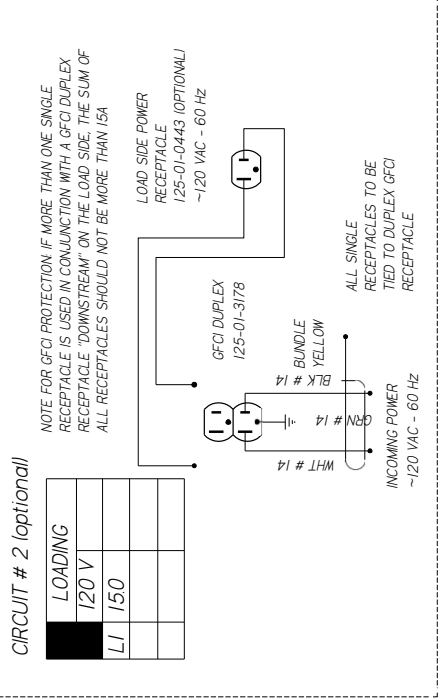 CIRCUIT # 2 (optional)
LOADING
120 V
L1 15.0
NOTE FOR GFCI PROTECTION: IF MORE THAN ONE SINGLE
RECEPTACLE IS USED IN CONJUNCTION WITH A GFCI DUPLEX
RECEPTACLE "DOWNSTREAM" ON THE LOAD SIDE, THE SUM OF
ALL RECEPTACLES SHOULD NOT BE MORE THAN 15A
LOAD SIDE POWER
RECEPTACLE
125-01-0443 (OPTIONAL)
~120 VAC - 60 Hz
GFCI DUPLEX
125-01-3178
WHT # 14
GRN # 14
BLK # 14
BUNDLE
YELLOW
INCOMING POWER
~120 VAC - 60 Hz
ALL SINGLE
RECEPTACLES TO BE
TIED TO DUPLEX GFCI
RECEPTACLE